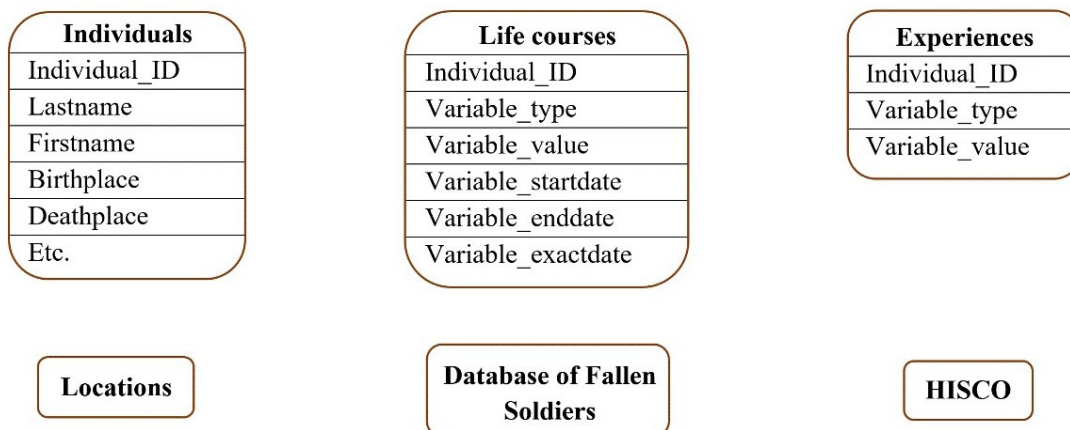 Individuals
Individual_ID
Lastname
Firstname
Birthplace
Deathplace
Etc.
Life courses
Individual_ID
Variable_type
Variable_value
Variable_startdate
Variable_enddate
Variable_exactdate
Experiences
Individual_ID
Variable_type
Variable_value
Locations
Database of Fallen
Soldiers
HISCO